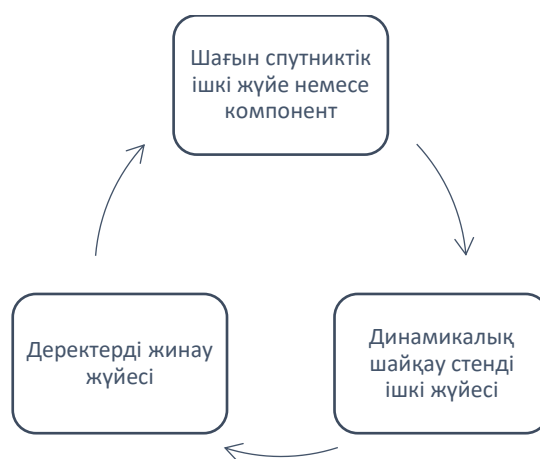 Шағын спутниктік
ішкі жүйе немесе
компонент
Деректерді жинау
жүйесі
Динамикалық
шайқау стенді
ішкі жүйесі